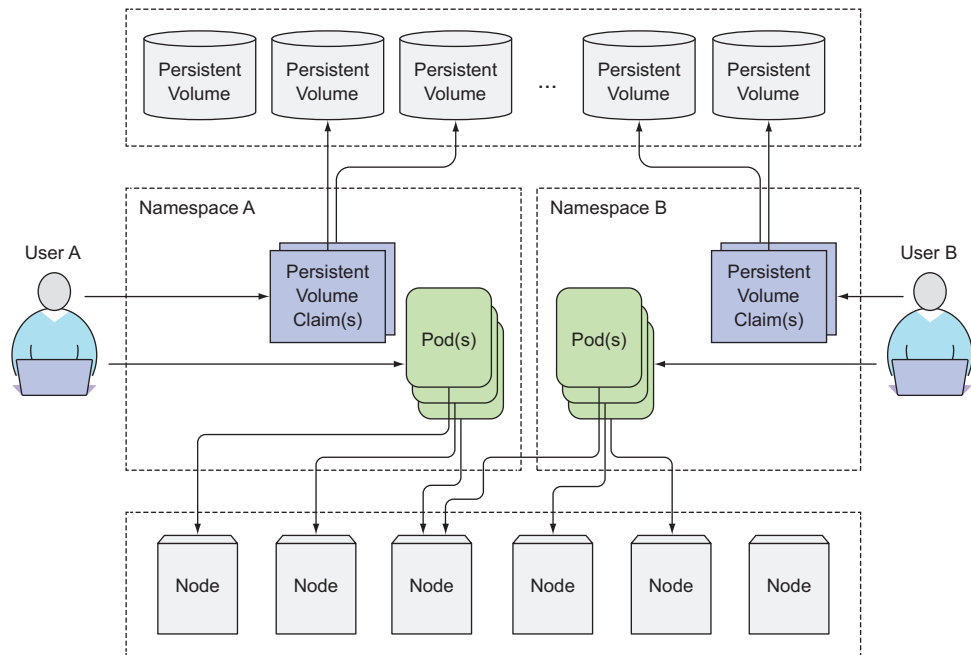 Persistent
Volume
Persistent
Volume
Persistent
Volume
...
Persistent
Volume
Persistent
Volume
Namespace A
Namespace B
User A
User B
Persistent
Volume
Claim(s)
Pod(s)
Pod(s)
Persistent
Volume
Claim(s)
Node
Node
Node
Node
Node
Node